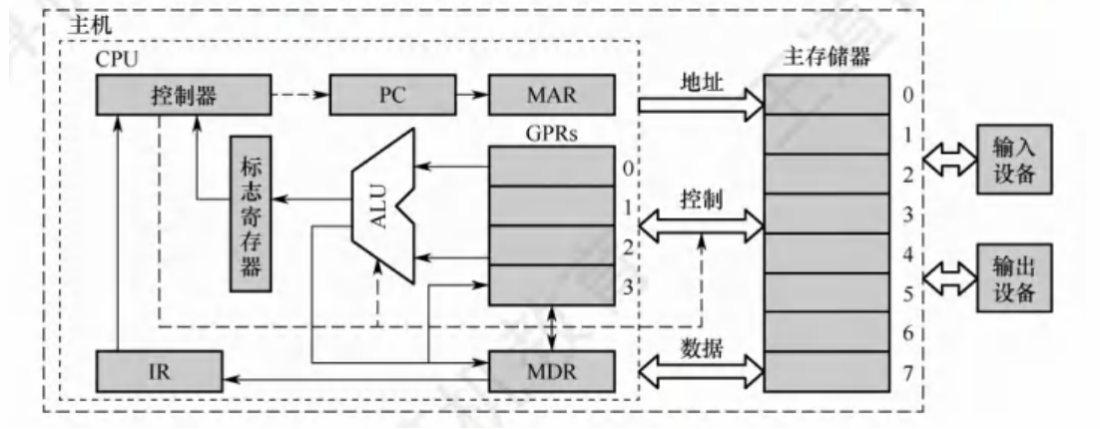 主机
CPU
控制器
PC
MAR
地址
主存储器
0
1
2
3
4
5
6
7
输入
设备
输出
设备
GPRs
0
1
2
3
标志寄存器
ALU
控制
IR
MDR
数据